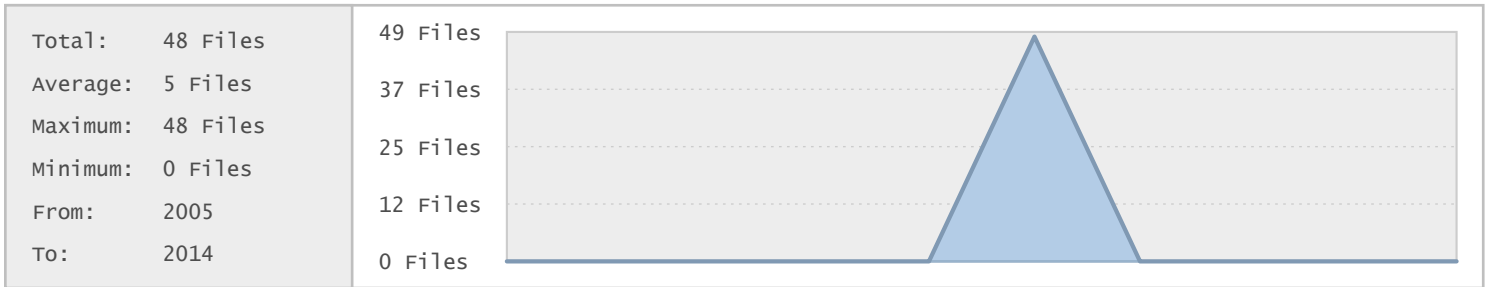 Total: 48 Files
Average: 5 Files
Maximum: 48 Files
Minimum: 0 Files
From: 2005
To: 2014
49 Files
37 Files
25 Files
12 Files
0 Files